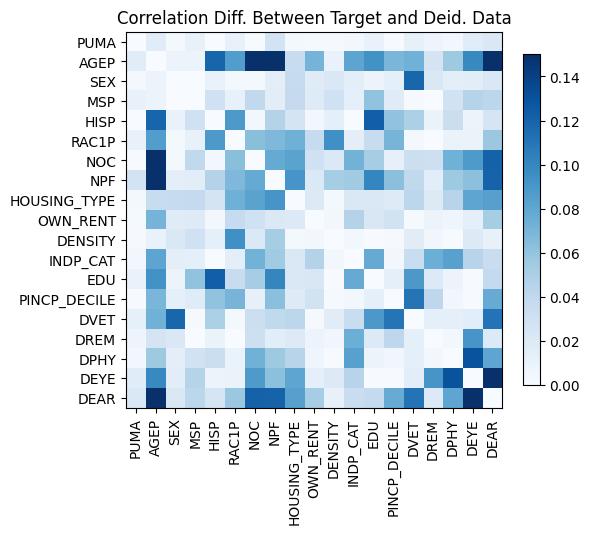 Correlation Diff. Between Target and Deid. Data
PUMA
AGEP
SEX
MSP
HISP
RAC1P
NOC
NPF
HOUSING_TYPE
OWN_RENT
DENSITY
INDP_CAT
EDU
PINCP_DECILE
DVET
DREM
DPHY
DEYE
DEAR
PUMA
AGEP
SEX
MSP
HISP
RAC1P
NOC
NPF
HOUSING_TYPE
OWN_RENT
DENSITY
INDP_CAT
EDU
PINCP_DECILE
DVET
DREM
DPHY
DEYE
DEAR
0.14
0.12
0.10
0.08
0.06
0.04
0.02
0.00